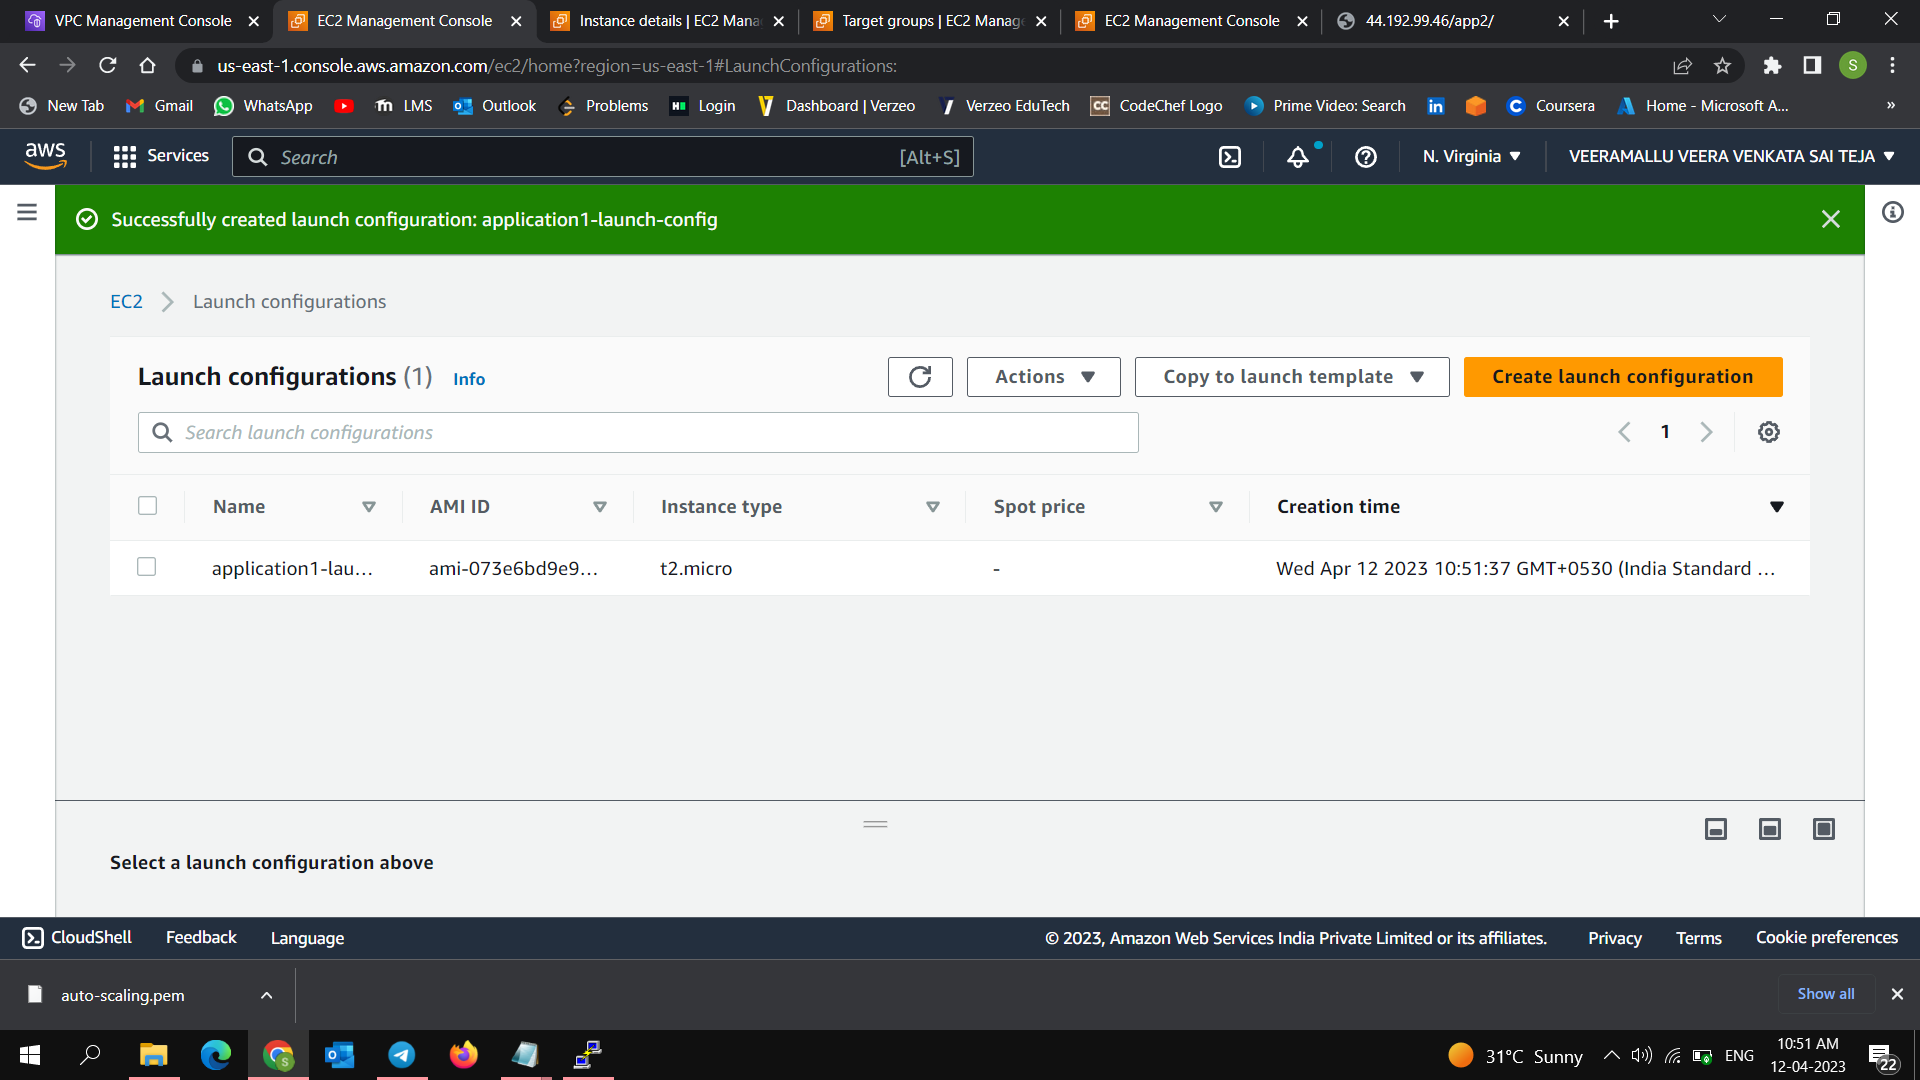 VPC Management Console
EC2 Management Console
Instance details | EC2 Mana
Target groups | EC2 Manage
EC2 Management Console
44.192.99.46/app2/
us-east-1.console.aws.amazon.com/ec2/home?region=us-east-1#LaunchConfigurations:
S
New Tab
Gmail
WhatsApp
LMS
Outlook
Problems
Login
Dashboard | Verzeo
Verzeo EduTech
CodeChef Logo
Prime Video: Search
Coursera
Home - Microsoft A...
»
aws
Services
Search
[Alt+S]
N. Virginia
VEERAMALLU VEERA VENKATA SAI TEJA
Successfully created launch configuration: application1-launch-config
EC2
Launch configurations
Launch configurations (1)
Info
Actions
Copy to launch template
Create launch configuration
Search launch configurations
1
Name
AMI ID
Instance type
Spot price
Creation time
application1-lau...
ami-073e6bd9e9...
t2.micro
-
Wed Apr 12 2023 10:51:37 GMT+0530 (India Standard ...
Select a launch configuration above
CloudShell
Feedback
Language
© 2023, Amazon Web Services India Private Limited or its affiliates.
Privacy
Terms
Cookie preferences
auto-scaling.pem
Show all
31°C Sunny
ENG
10:51 AM
12-04-2023
22